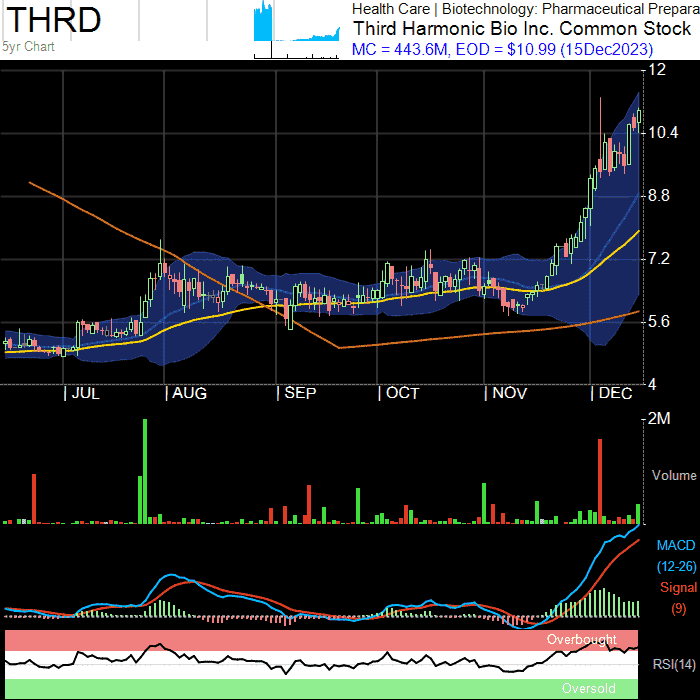 THRD
5yr Chart
Health Care | Biotechnology: Pharmaceutical Prepara
Third Harmonic Bio Inc. Common Stock
MC = 443.6M, EOD = $10.99 (15Dec2023)
12
10.4
8.8
7.2
5.6
4
| JUL | AUG | SEP | OCT | NOV | DEC
2M
Volume
MACD
(12-26)
Signal
(9)
Overbought
RSI(14)
Oversold